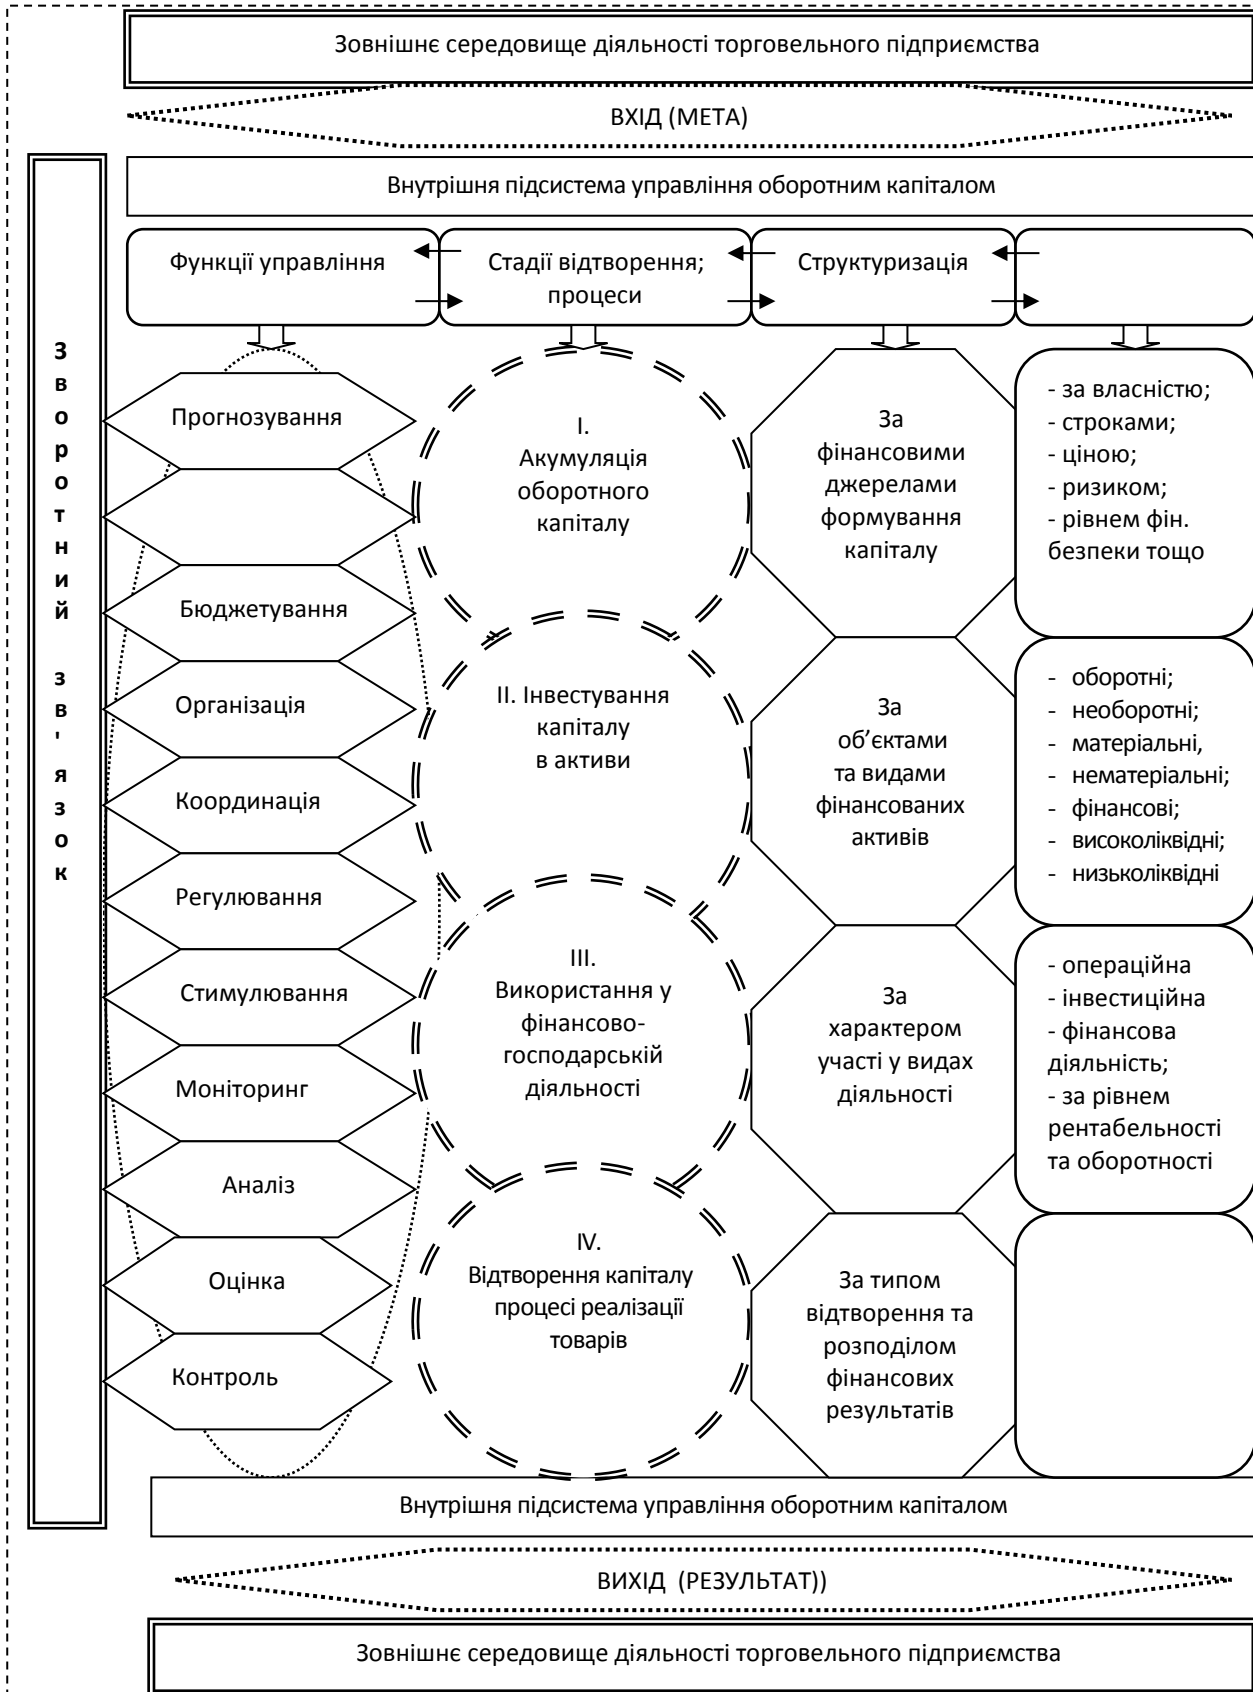 Зовнішнє середовище діяльності торговельного підприємства
ВХІД (МЕТА)
Внутрішня підсистема управління оборотним капіталом
Функції управління
Стадії відтворення;
процеси
Структуризація
Зворотний зв'язок
Прогнозування
Бюджетування
Організація
Координація
Регулювання
Стимулювання
Моніторинг
Аналіз
Оцінка
Контроль
I.
Акумуляція
оборотного
капіталу
II. Інвестування
капіталу
в активи
III.
Використання у
фінансово-
господарській
діяльності
IV.
Відтворення капіталу
процесі реалізації
товарів
За
фінансовими
джерелами
формування
капіталу
За
об’єктами
та видами
фінансованих
активів
За
характером
участі у видах
діяльності
За типом
відтворення та
розподілом
фінансових
результатів
- за власністю;
- строками;
- ціною;
- ризиком;
- рівнем фін.
безпеки тощо
- оборотні;
- необоротні;
- матеріальні,
- нематеріальні;
- фінансові;
- високоліквідні;
- низьколіквідні
- операційна
- інвестиційна
- фінансова
діяльність;
- за рівнем
рентабельності
та оборотності
Внутрішня підсистема управління оборотним капіталом
ВИХІД (РЕЗУЛЬТАТ))
Зовнішнє середовище діяльності торговельного підприємства